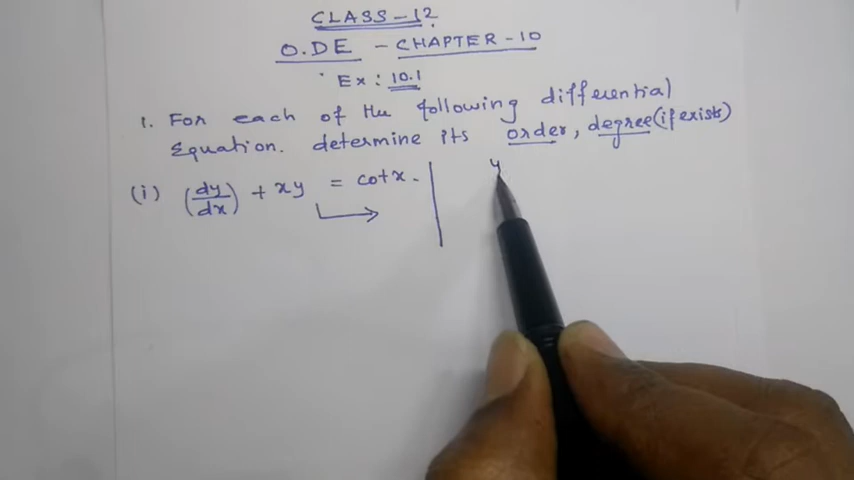 CLASS-12
O.DE - CHAPTER-10
Ex: 10.1
1. For each of the following differential
Equation. determine its order, degree (if exists)
(i) (dy/dx) + xy = cotx. y